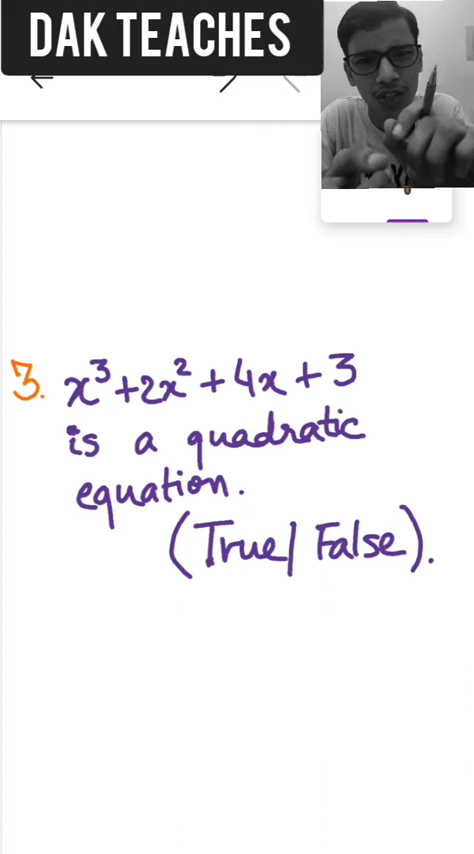 DAK TEACHES
3. x³+2x²+4x+3
is a quadratic
equation.
(True/False).